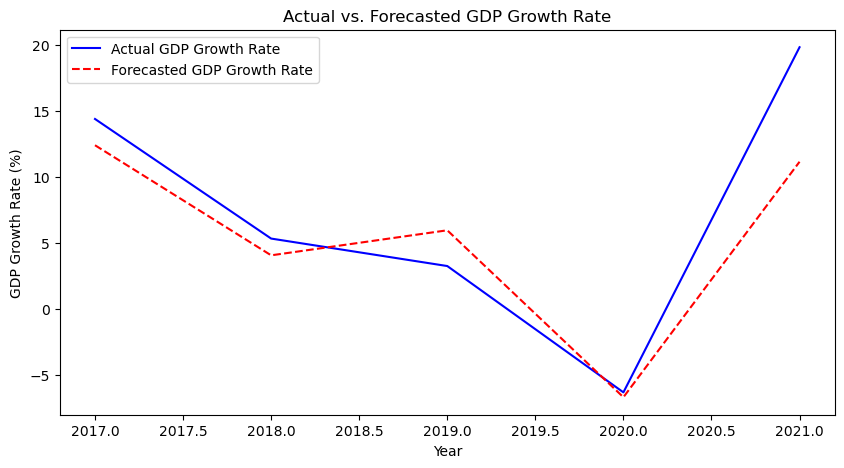 Actual vs. Forecasted GDP Growth Rate
Actual GDP Growth Rate
Forecasted GDP Growth Rate
GDP Growth Rate (%)
20
15
10
5
0
−5
2017.0 2017.5 2018.0 2018.5 2019.0 2019.5 2020.0 2020.5 2021.0
Year